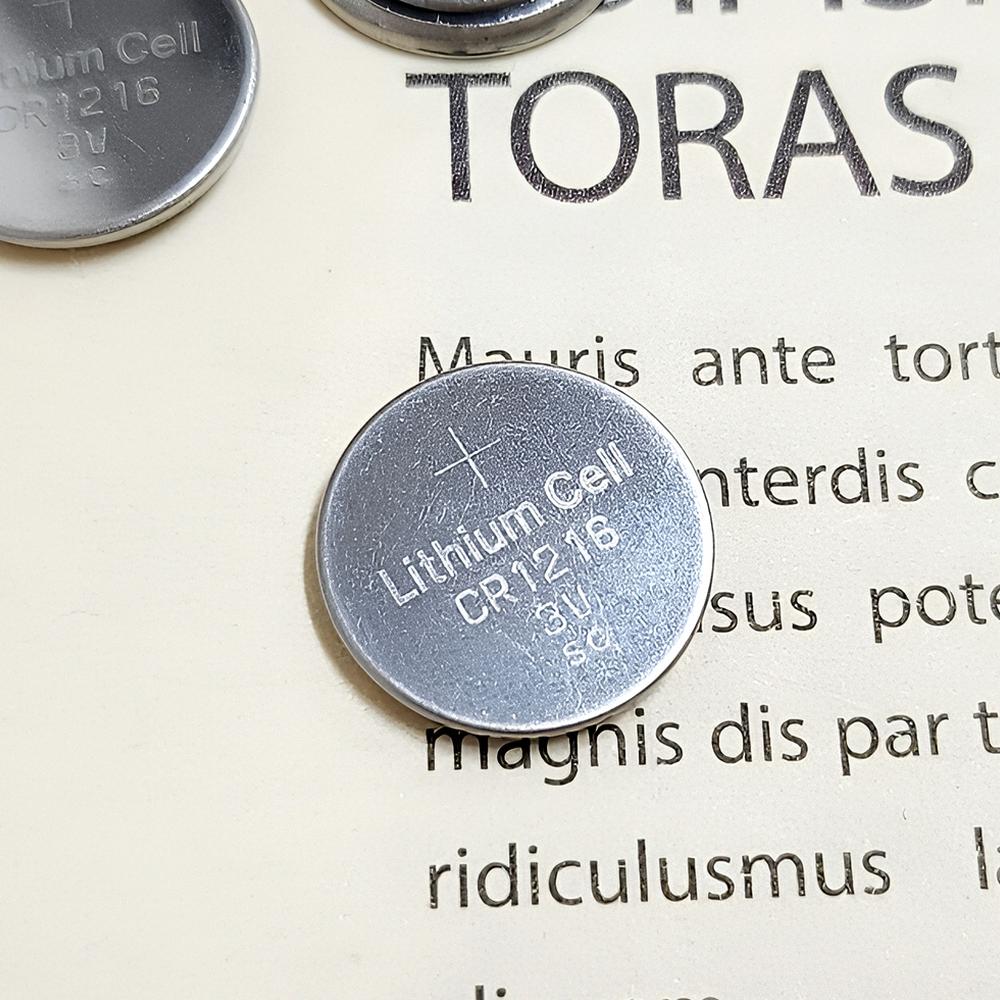 Cell
CR1216
3V
sc
TORAS
Mauris ante tort
nterdis c
sus pote
magnis dis par t
ridiculusmus la
+
Lithium Cell
CR1216
3V